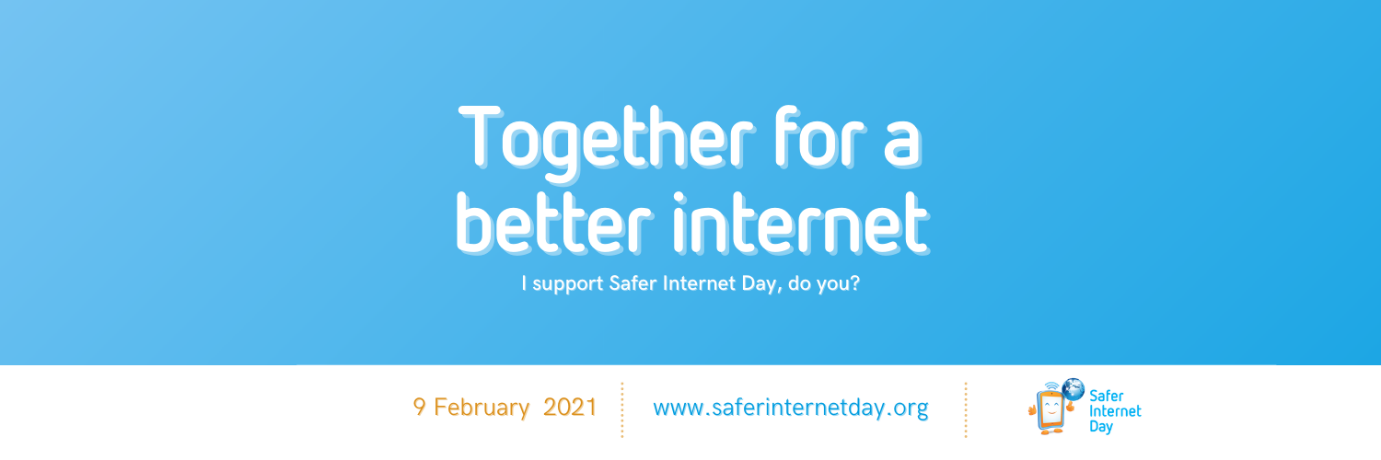 Together for a
better internet
I support Safer Internet Day, do you?
9 February 2021
www.saferinternetday.org
Safer
Internet
Day